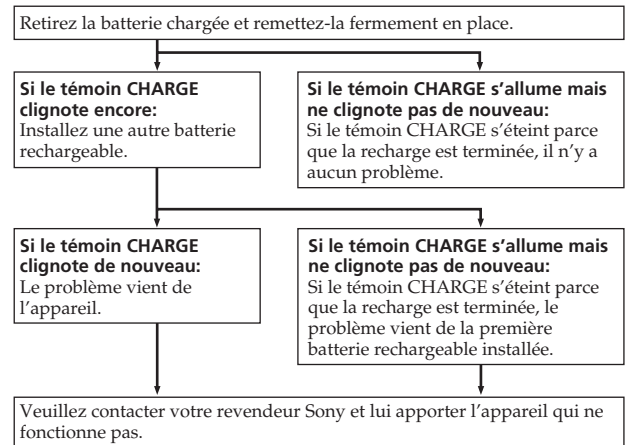 Retirez la batterie chargée et remettez-la fermement en place.
Si le témoin CHARGE
clignote encore:
Installez une autre batterie
rechargeable.
Si le témoin CHARGE s'allume mais
ne clignote pas de nouveau:
Si le témoin CHARGE s'éteint parce
que la recharge est terminée, il n'y a
aucun problème.
Si le témoin CHARGE
clignote de nouveau:
Le problème vient de
l'appareil.
Si le témoin CHARGE s'allume mais
ne clignote pas de nouveau:
Si le témoin CHARGE s'éteint parce
que la recharge est terminée, le
problème vient de la première
batterie rechargeable installée.
Veuillez contacter votre revendeur Sony et lui apporter l'appareil qui ne
fonctionne pas.